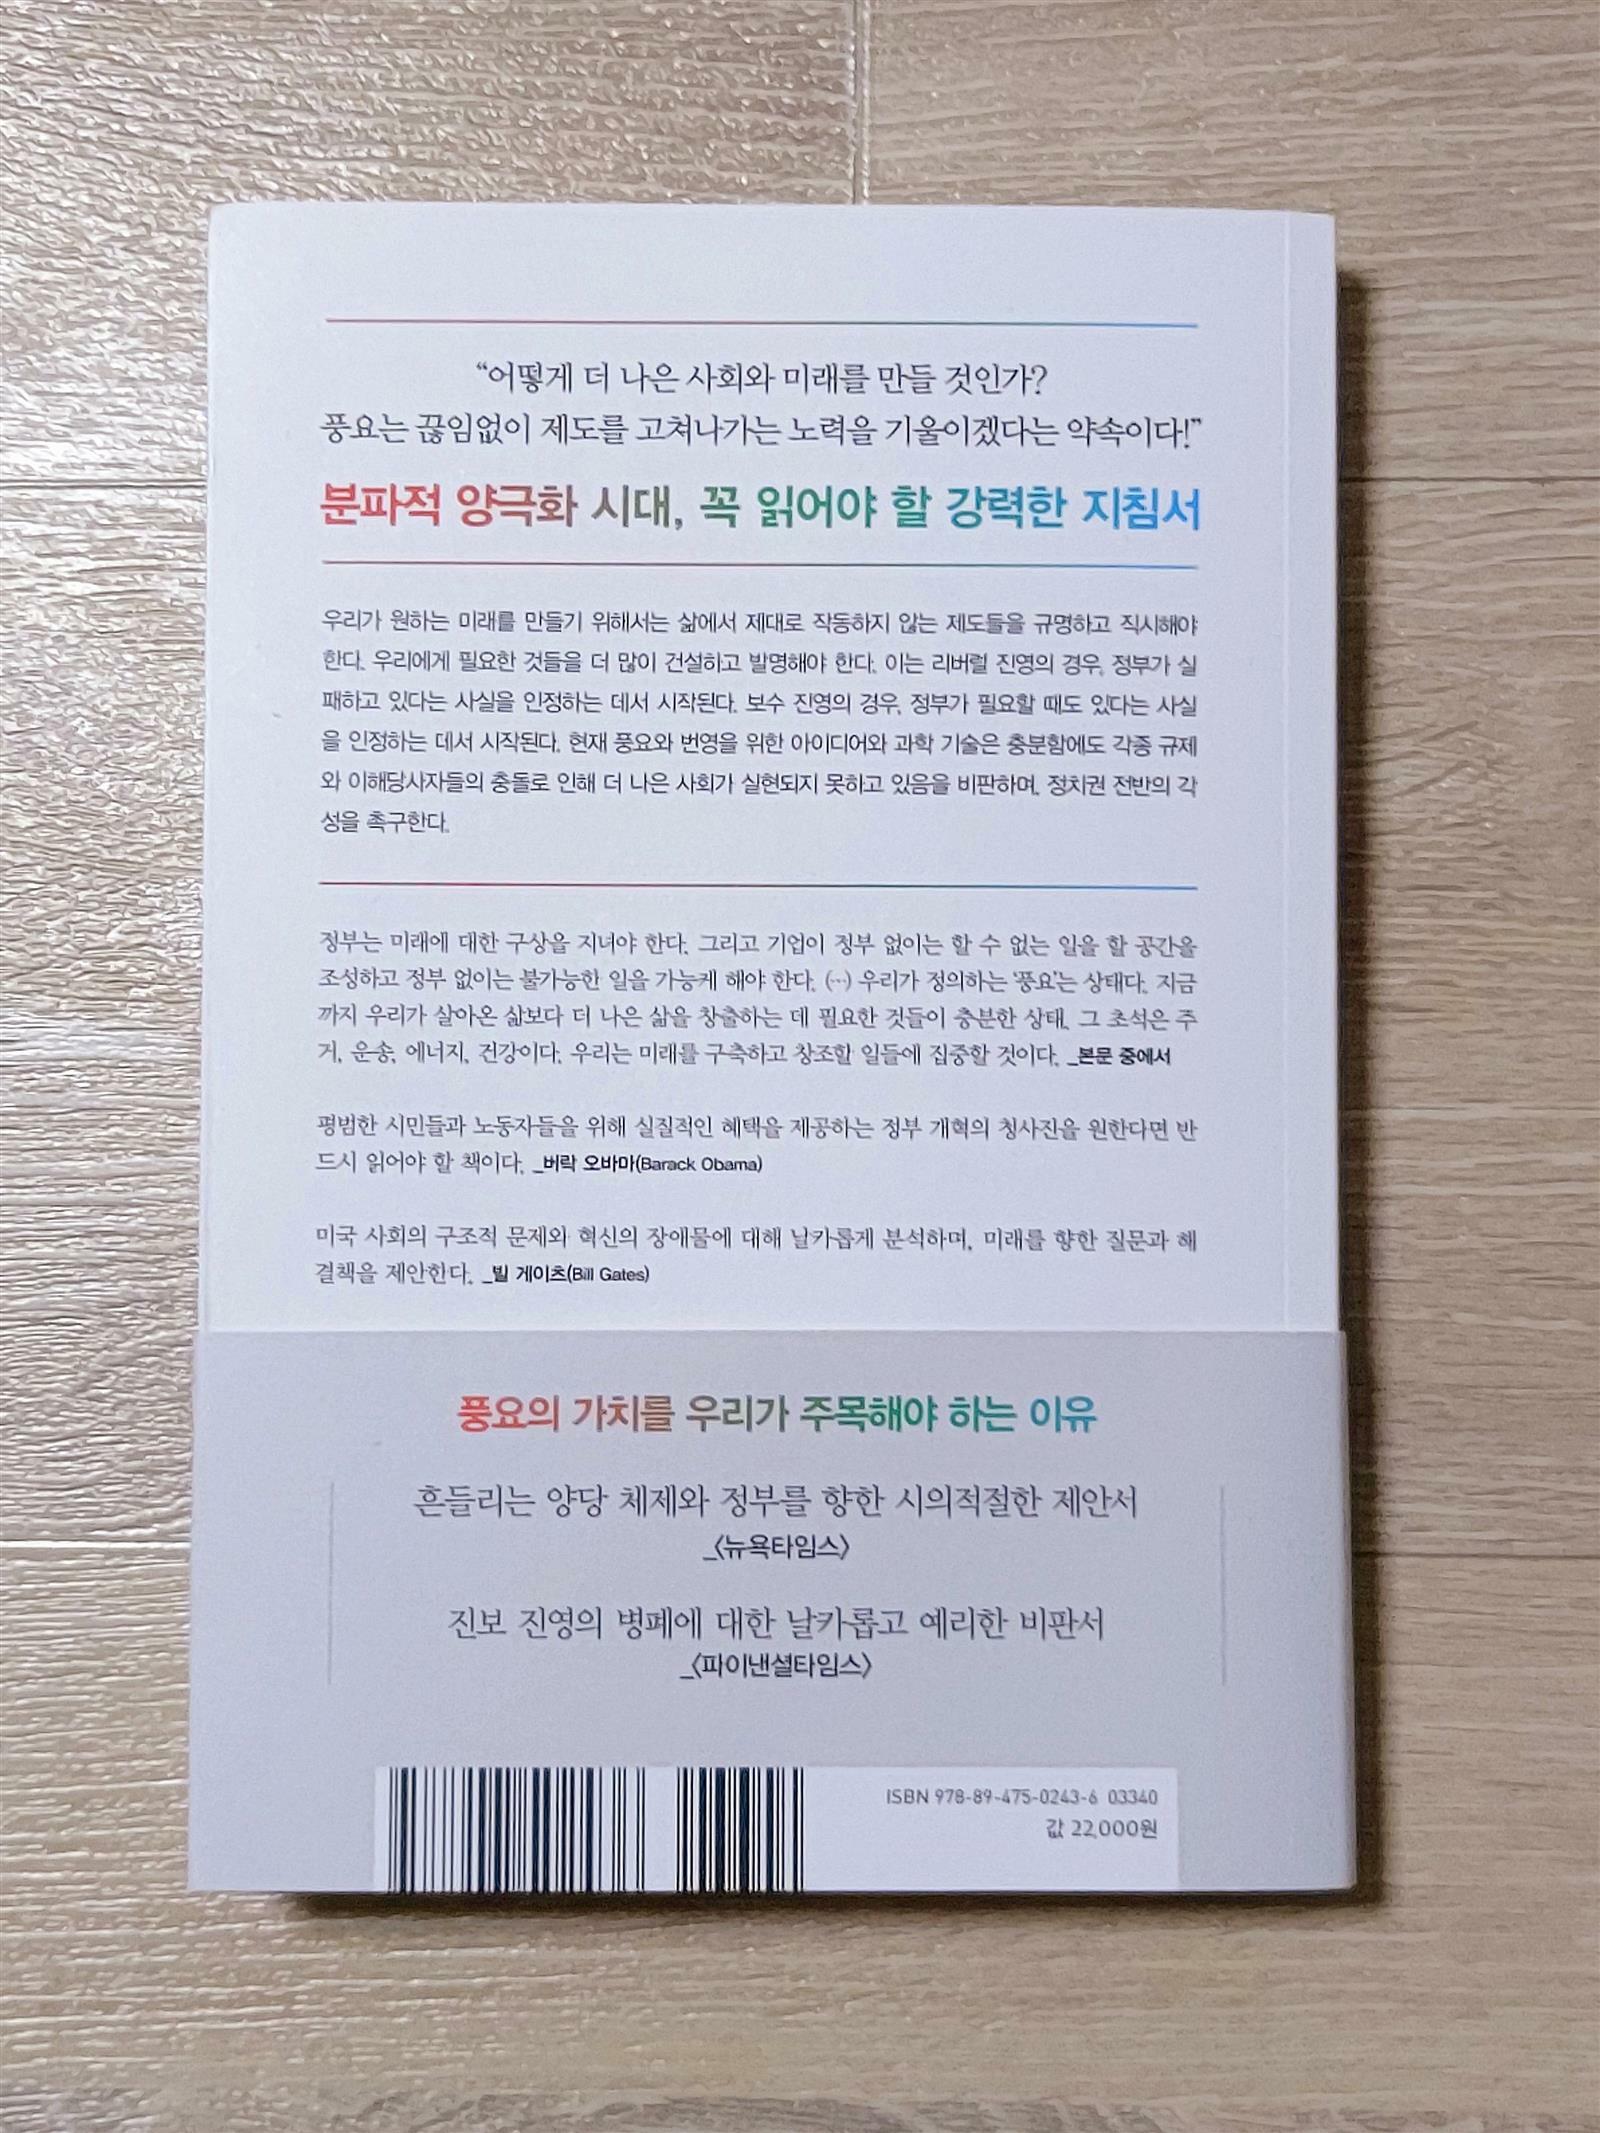 “어떻게 더 나은 사회와 미래를 만들 것인가?
풍요는 끊임없이 제도를 고쳐나가는 노력을 기울이겠다는 약속이다!”
분파적 양극화 시대, 꼭 읽어야 할 강력한 지침서
우리가 원하는 미래를 만들기 위해서는 삶에서 제대로 작동하지 않는 제도들을 규명하고 직시해야
한다. 우리에게 필요한 것들을 더 많이 건설하고 발명해야 한다. 이는 리버럴 진영의 경우, 정부가 실
패하고 있다는 사실을 인정하는 데서 시작된다. 보수 진영의 경우, 정부가 필요할 때도 있다는 사실
을 인정하는 데서 시작된다. 현재 풍요와 번영을 위한 아이디어와 과학 기술은 충분함에도 각종 규제
와 이해당사자들의 충돌로 인해 더 나은 사회가 실현되지 못하고 있음을 비판하며, 정치권 전반의 각
성을 촉구한다.
정부는 미래에 대한 구상을 지녀야 한다. 그리고 기업이 정부 없이는 할 수 없는 일을 할 공간을
조성하고 정부 없이는 불가능한 일을 가능케 해야 한다. (…) 우리가 정의하는 ‘풍요’는 상태다. 지금
까지 우리가 살아온 삶보다 더 나은 삶을 창출하는 데 필요한 것들이 충분한 상태. 그 초석은 주
거, 운송, 에너지, 건강이다. 우리는 미래를 구축하고 창조할 일들에 집중할 것이다. _본문 중에서
평범한 시민들과 노동자들을 위해 실질적인 혜택을 제공하는 정부 개혁의 청사진을 원한다면 반
드시 읽어야 할 책이다. _버락 오바마(Barack Obama)
미국 사회의 구조적 문제와 혁신의 장애물에 대해 날카롭게 분석하며, 미래를 향한 질문과 해
결책을 제안한다. _빌 게이츠(Bill Gates)
풍요의 가치를 우리가 주목해야 하는 이유
흔들리는 양당 체제와 정부를 향한 시의적절한 제안서
_〈뉴욕타임스〉
진보 진영의 병폐에 대한 날카롭고 예리한 비판서
_〈파이낸셜타임스〉
ISBN 978-89-475-0243-6 03340
값 22,000원